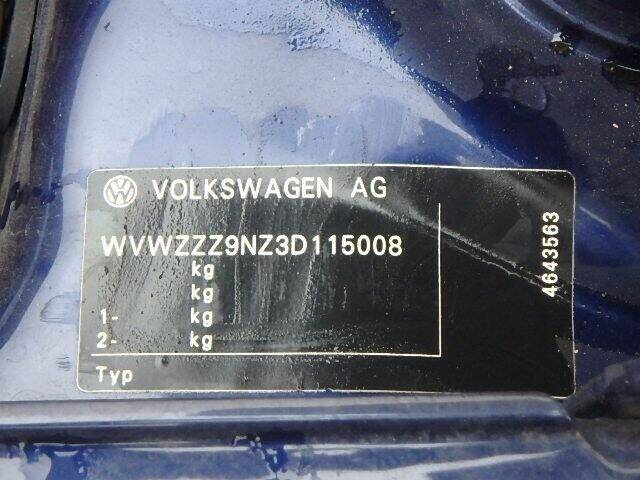 VOLKSWAGEN AG
WVWZZZ9NZ3D115008
kg
kg
1- kg
2- kg
Typ
4643563